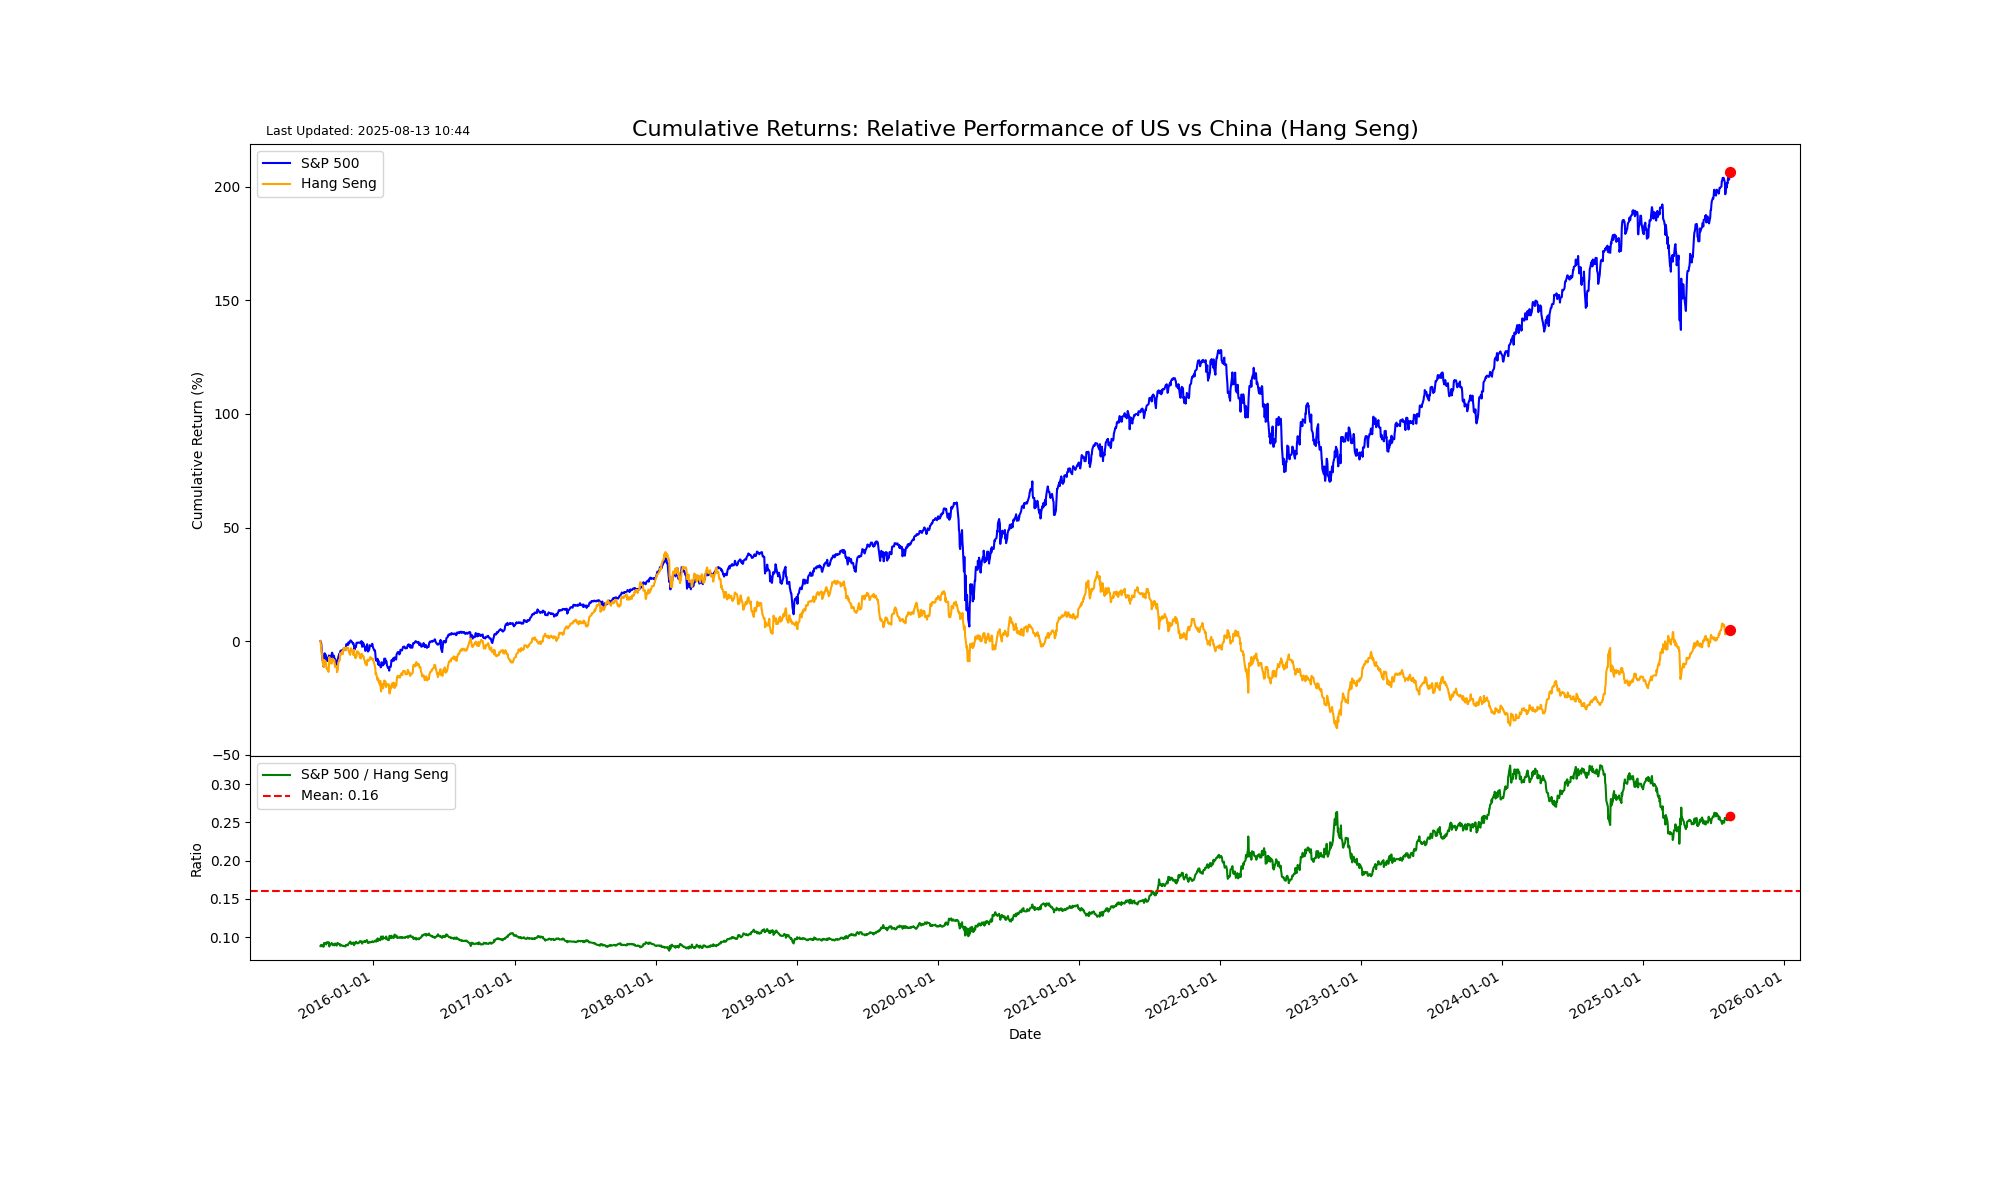 Last Updated: 2025-08-13 10:44
Cumulative Returns: Relative Performance of US vs China (Hang Seng)
S&P 500
Hang Seng
Cumulative Return (%)
200
150
100
50
0
−50
S&P 500 / Hang Seng
Mean: 0.16
Ratio
0.30
0.25
0.20
0.15
0.10
2016-01-01
2017-01-01
2018-01-01
2019-01-01
2020-01-01
2021-01-01
2022-01-01
2023-01-01
2024-01-01
2025-01-01
2026-01-01
Date